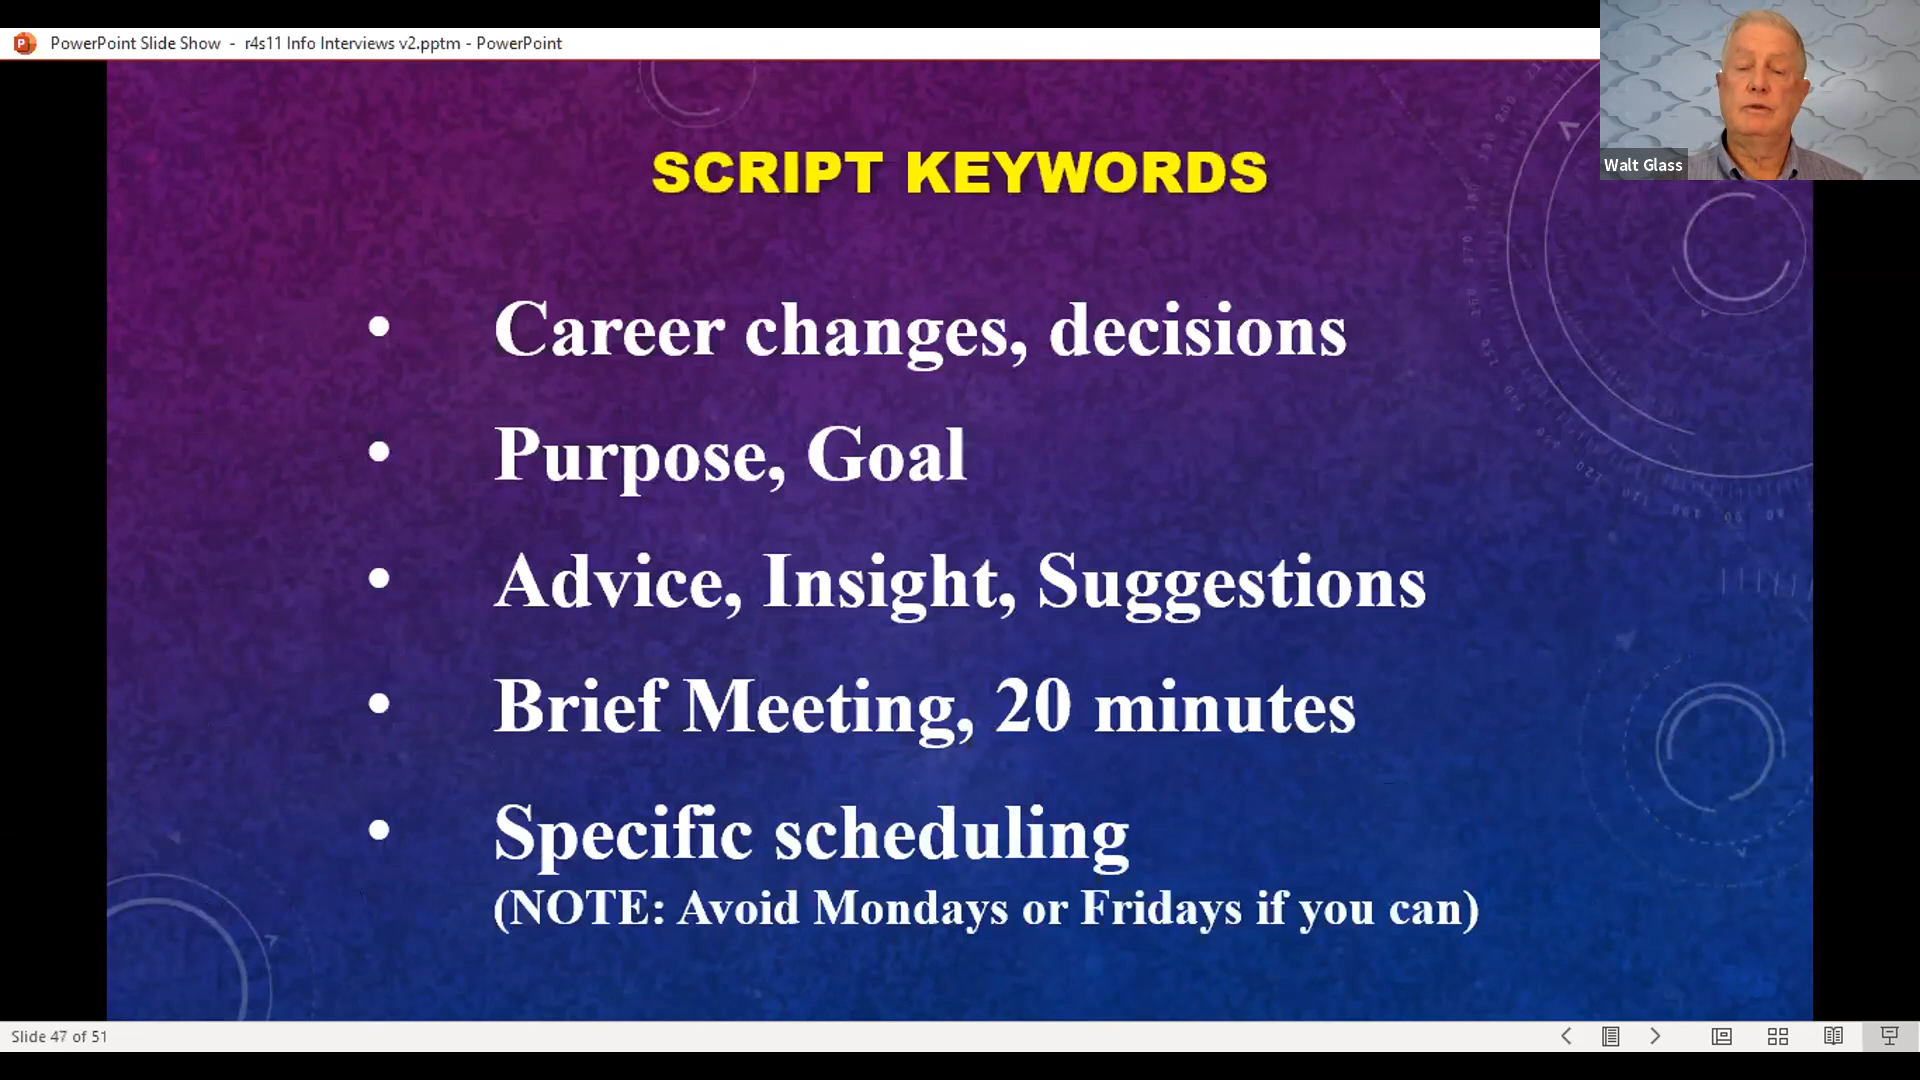 PowerPoint Slide Show - r4s11 Info Interviews v2.pptm - PowerPoint
Walt Glass
SCRIPT KEYWORDS
• Career changes, decisions
• Purpose, Goal
• Advice, Insight, Suggestions
• Brief Meeting, 20 minutes
• Specific scheduling
(NOTE: Avoid Mondays or Fridays if you can)
Slide 47 of 51